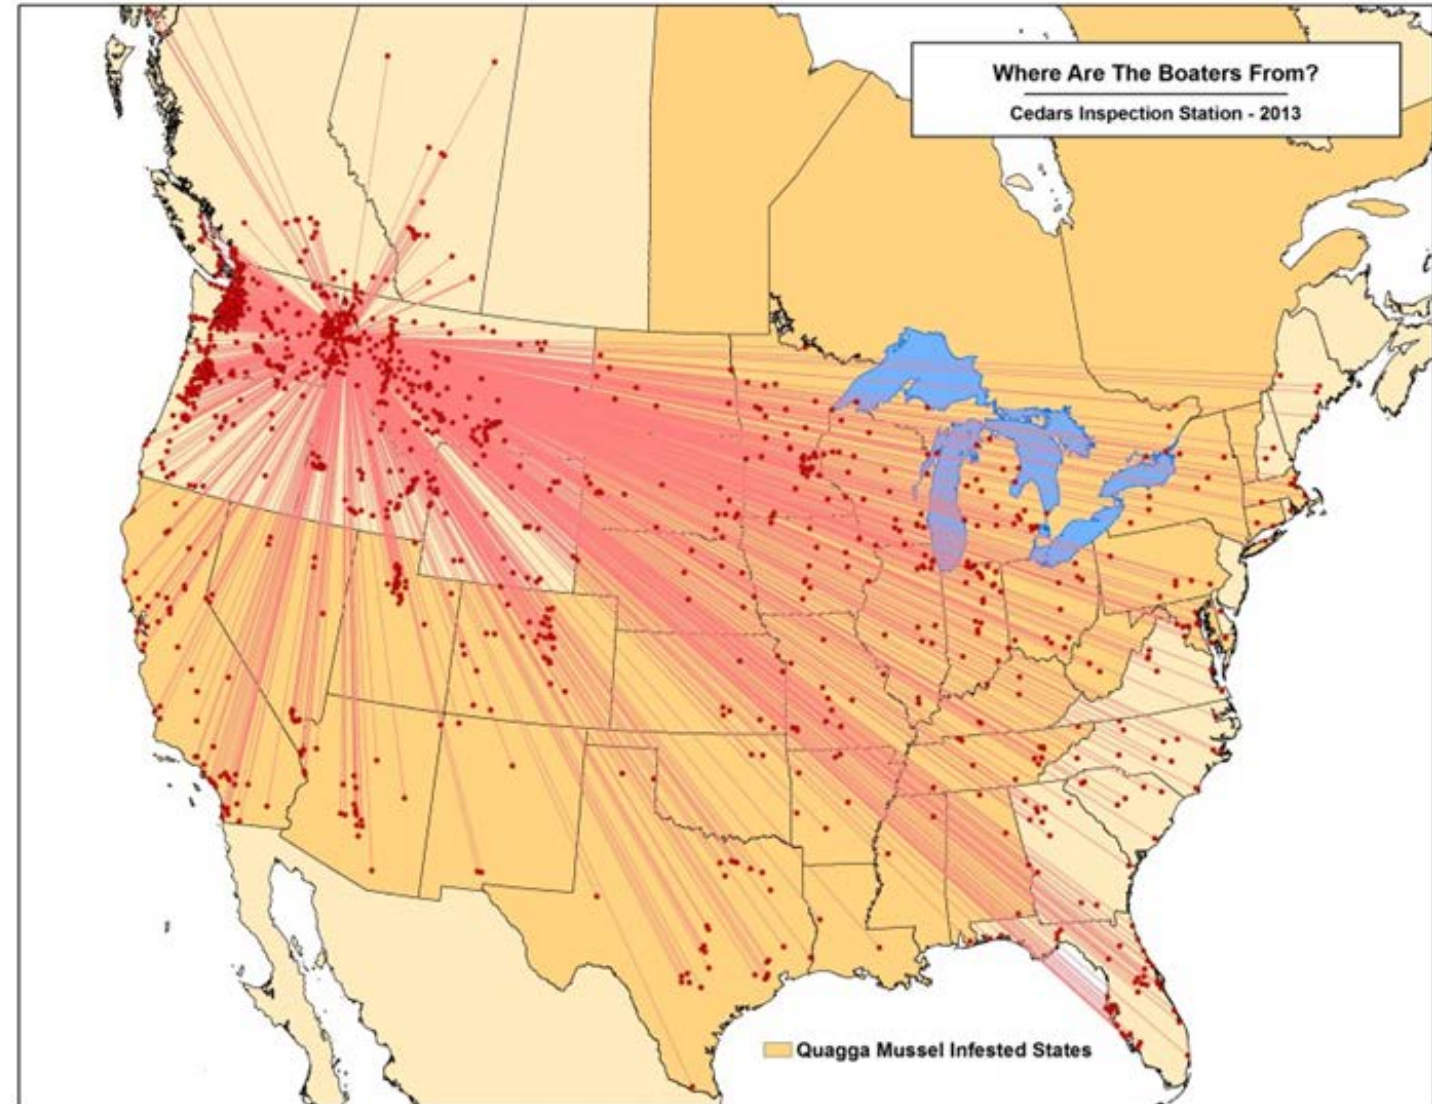 Where Are The Boaters From?
Cedars Inspection Station - 2013
Quagga Mussel Infested States